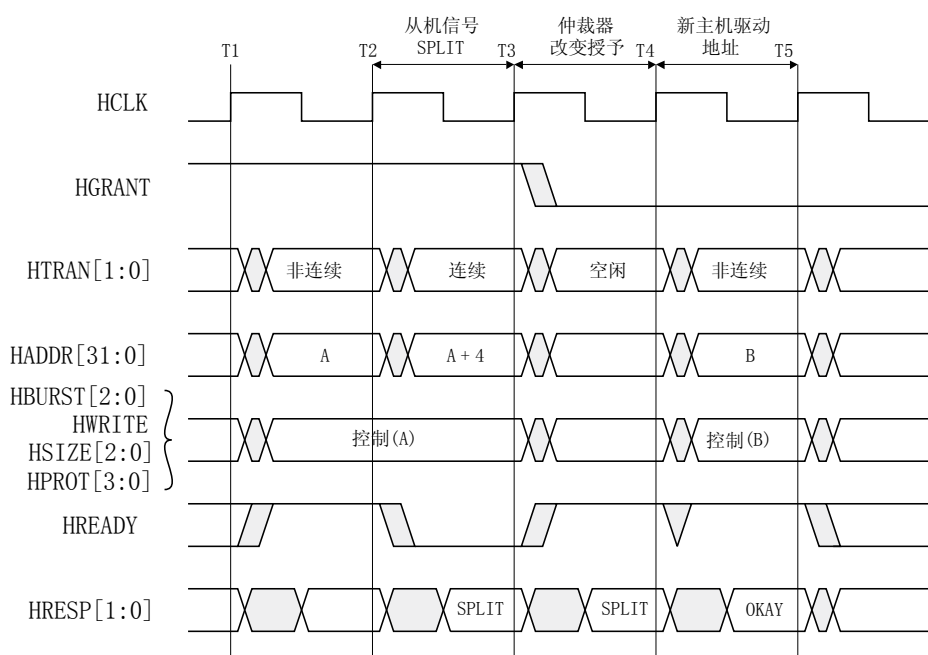 从机信号
SPLIT
仲裁器
改变授予
新主机驱动
地址
T1 T2 T3 T4 T5
HCLK
HGRANT
HTRAN[1:0] 非连续 连续 空闲 非连续
HADDR[31:0] A A+4 B
HBURST[2:0]
HWRITE
HSIZE[2:0]
HPROT[3:0]
控制(A) 控制(B)
HREADY
HRESP[1:0] SPLIT SPLIT OKAY